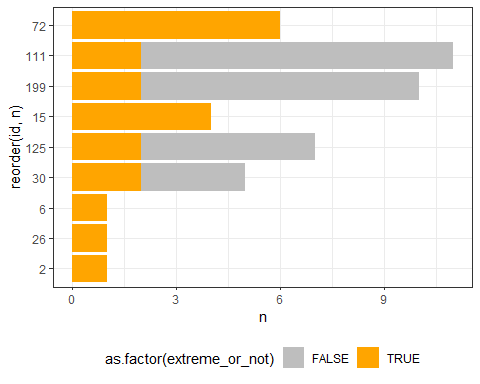 reorder(id, n)
72
111
199
15
125
30
6
26
2
0 3 6 9
n
as.factor(extreme_or_not) FALSE TRUE